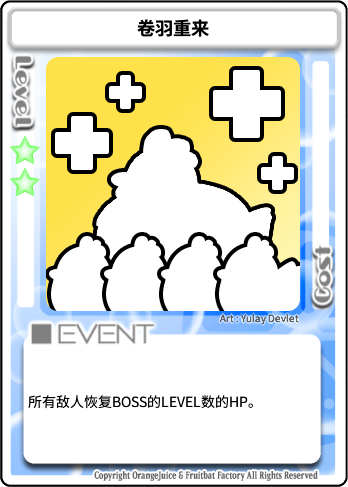 卷羽重来
Level
Cost
Art : Yulay Devlet
EVENT
所有敌人恢复BOSS的LEVEL数的HP。
Copyright OrangeJuice & Fruitbat Factory All Rights Reserved